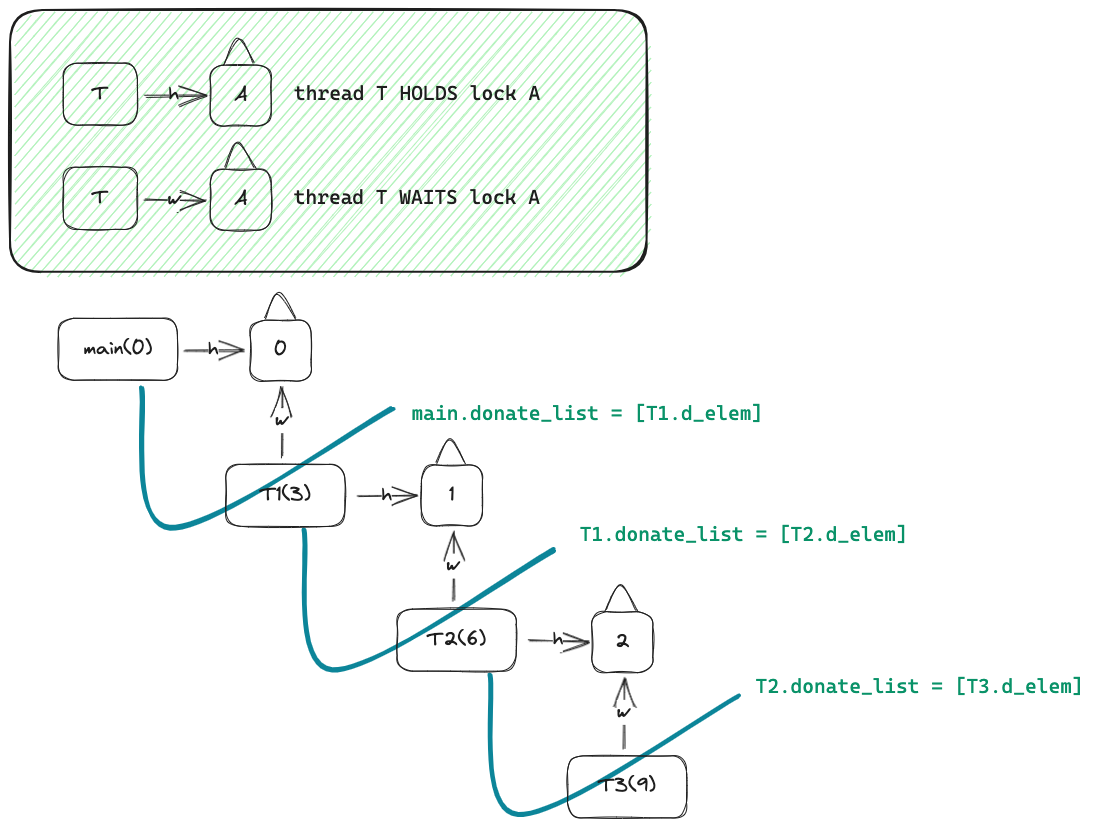 T h A thread T HOLDS lock A
T w A thread T WAITS lock A
main(0) h 0
w
main.donate_list = [T1.d_elem]
T1(3) h 1
T1.donate_list = [T2.d_elem]
w
T2(6) h 2
T2.donate_list = [T3.d_elem]
w
T3(9)